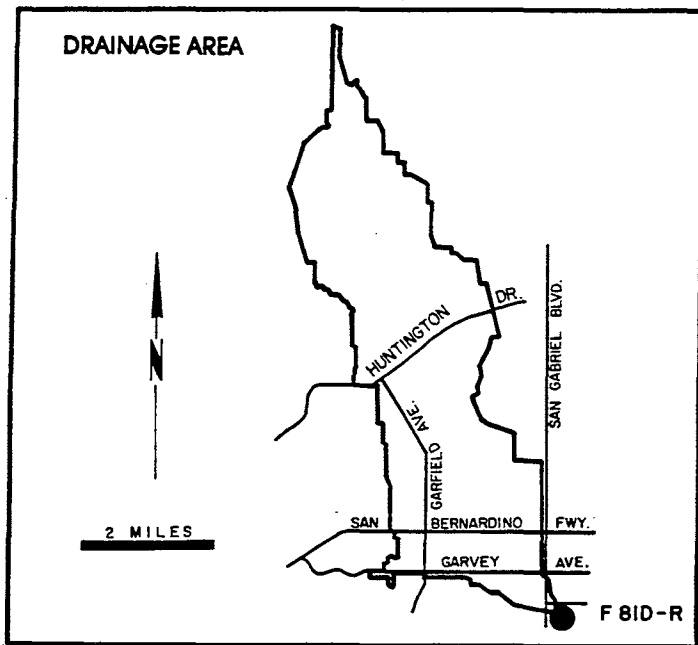 DRAINAGE AREA
HUNTINGTON DR.
SAN GABRIEL BLVD.
N
GARFIELD AVE.
2 MILES
SAN BERNARDINO FWY.
GARVEY AVE.
F 81D-R